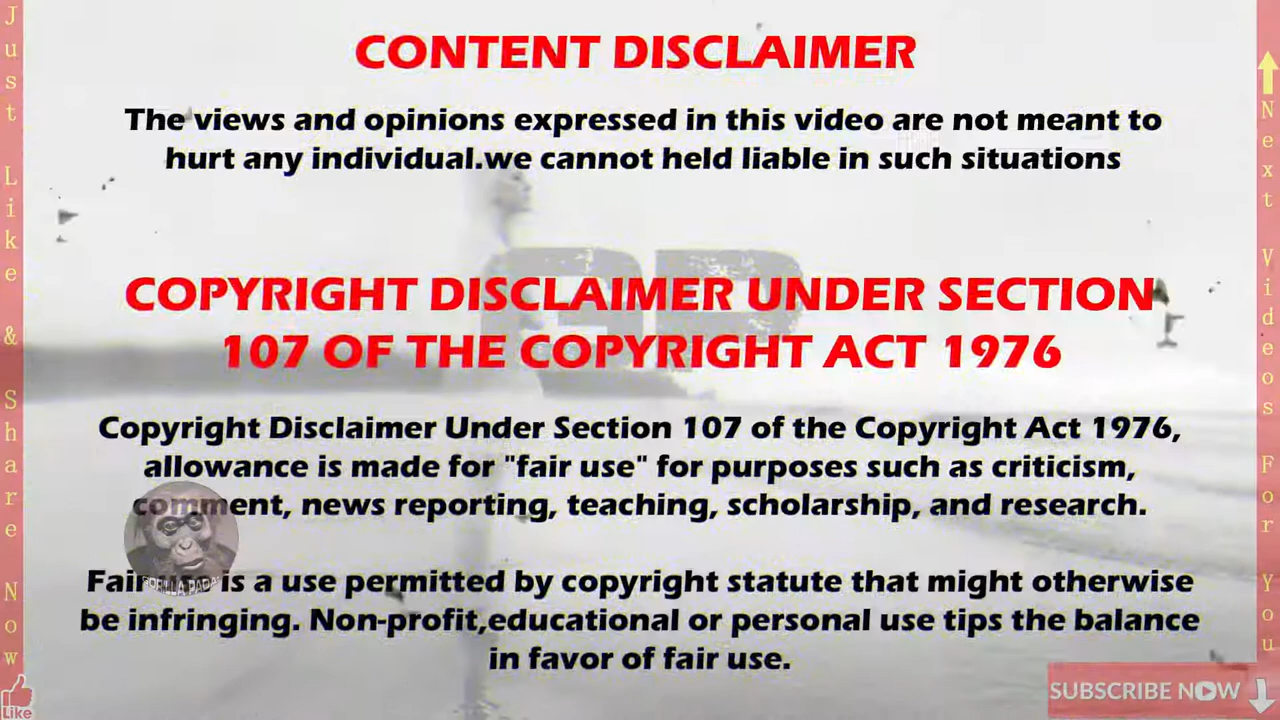 CONTENT DISCLAIMER
The views and opinions expressed in this video are not meant to
hurt any individual.we cannot held liable in such situations
COPYRIGHT DISCLAIMER UNDER SECTION
107 OF THE COPYRIGHT ACT 1976
Copyright Disclaimer Under Section 107 of the Copyright Act 1976,
allowance is made for "fair use" for purposes such as criticism,
comment, news reporting, teaching, scholarship, and research.
Fair is a use permitted by copyright statute that might otherwise
be infringing. Non-profit,educational or personal use tips the balance
in favor of fair use.
Just Like & Share Now
Like
Next Videos For You
SUBSCRIBE NOW